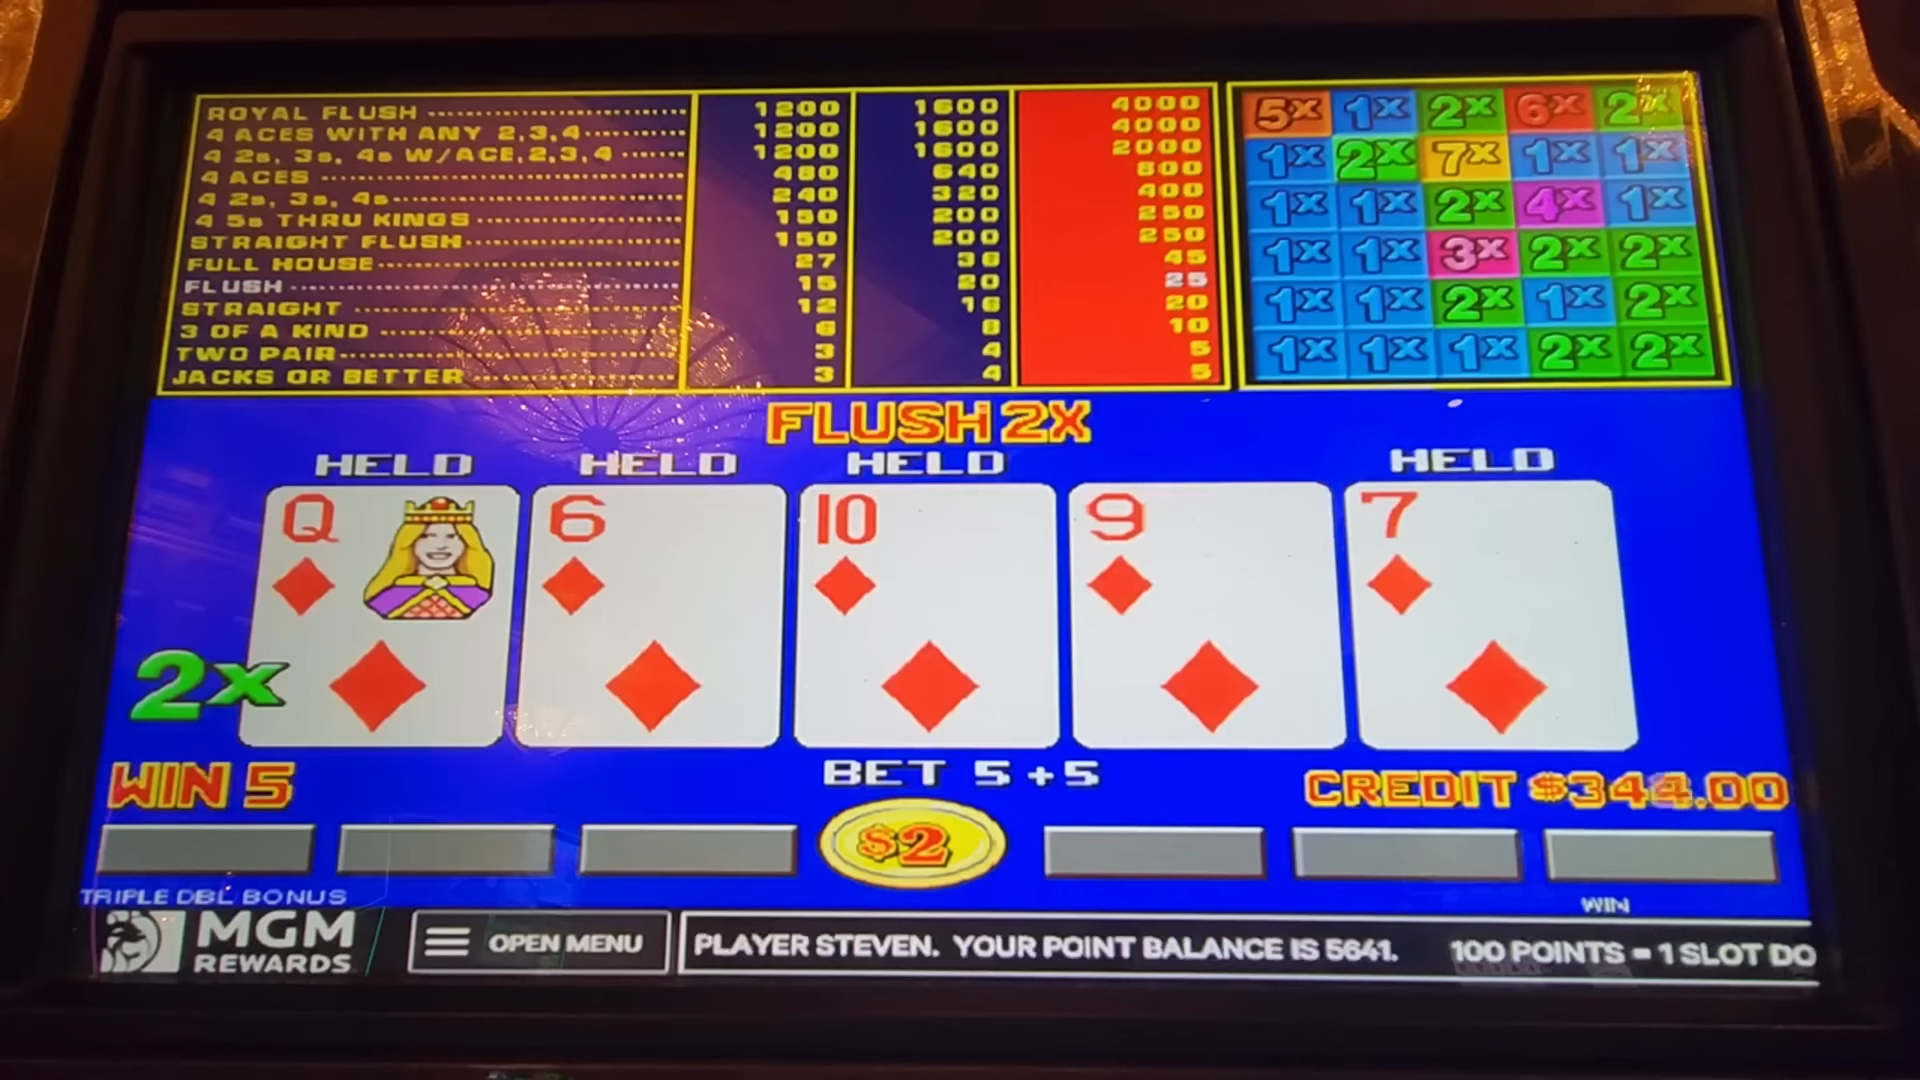 ROYAL FLUSH 1200 1600 4000
4 ACES WITH ANY 2,3,4 1200 1600 4000
4 2s, 3s, 4s W/ACE,2,3,4 1200 1600 2000
4 ACES 480 640 800
4 2s, 3s, 4s 240 320 400
4 5s THRU KINGS 150 200 250
STRAIGHT FLUSH 150 200 250
FULL HOUSE 27 36 45
FLUSH 15 20 25
STRAIGHT 12 16 20
3 OF A KIND 6 8 10
TWO PAIR 3 4 5
JACKS OR BETTER 3 4 5
5x 1x 2x 6x 2x
1x 2x 7x 1x 1x
1x 1x 2x 4x 1x
1x 1x 3x 2x 2x
1x 1x 2x 1x 2x
1x 1x 1x 2x 2x
FLUSH 2X
HELD HELD HELD HELD
Q 6 10 9 7
2x
WIN 5
BET 5+5
CREDIT $344.00
$2
TRIPLE DBL BONUS
WIN
MGM
REWARDS
OPEN MENU
PLAYER STEVEN. YOUR POINT BALANCE IS 5641. 100 POINTS = 1 SLOT DO